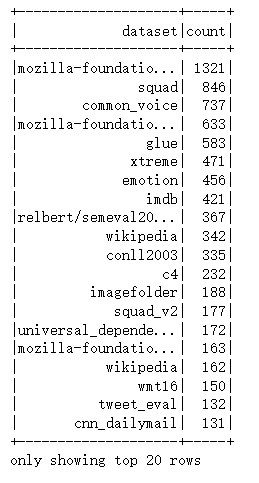 +------------------+-----+
|           dataset|count|
+------------------+-----+
|mozilla-foundatio...| 1321|
|             squad|  846|
|      common_voice|  737|
|mozilla-foundatio...|  633|
|              glue|  583|
|            xtreme|  471|
|           emotion|  456|
|              imdb|  421|
|relbert/semeval20...|  367|
|         wikipedia|  342|
|         conll2003|  335|
|                c4|  232|
|       imagefolder|  188|
|          squad_v2|  177|
|universal_depende...|  172|
|mozilla-foundatio...|  163|
|         wikipedia|  162|
|             wmt16|  150|
|        tweet_eval|  132|
|     cnn_dailymail|  131|
+------------------+-----+
only showing top 20 rows